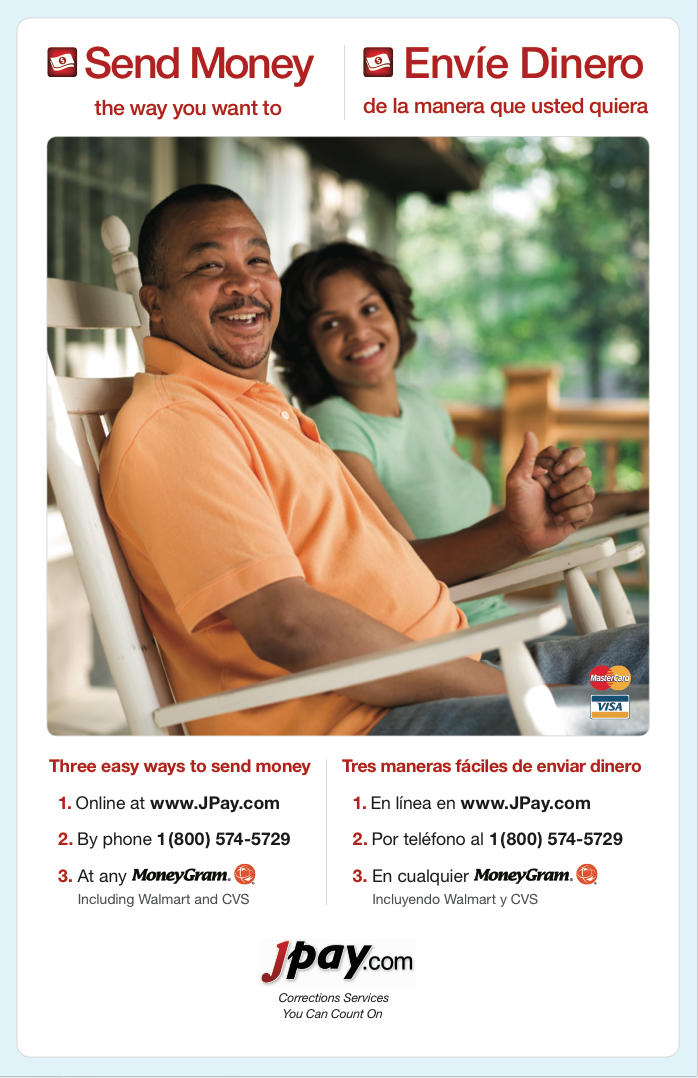 Send Money
the way you want to
Envíe Dinero
de la manera que usted quiera
MasterCard
VISA
Three easy ways to send money
1. Online at www.JPay.com
2. By phone 1(800) 574-5729
3. At any MoneyGram.®
Including Walmart and CVS
Tres maneras fáciles de enviar dinero
1. En línea en www.JPay.com
2. Por teléfono al 1(800) 574-5729
3. En cualquier MoneyGram.®
Incluyendo Walmart y CVS
Jpay.com
Corrections Services
You Can Count On